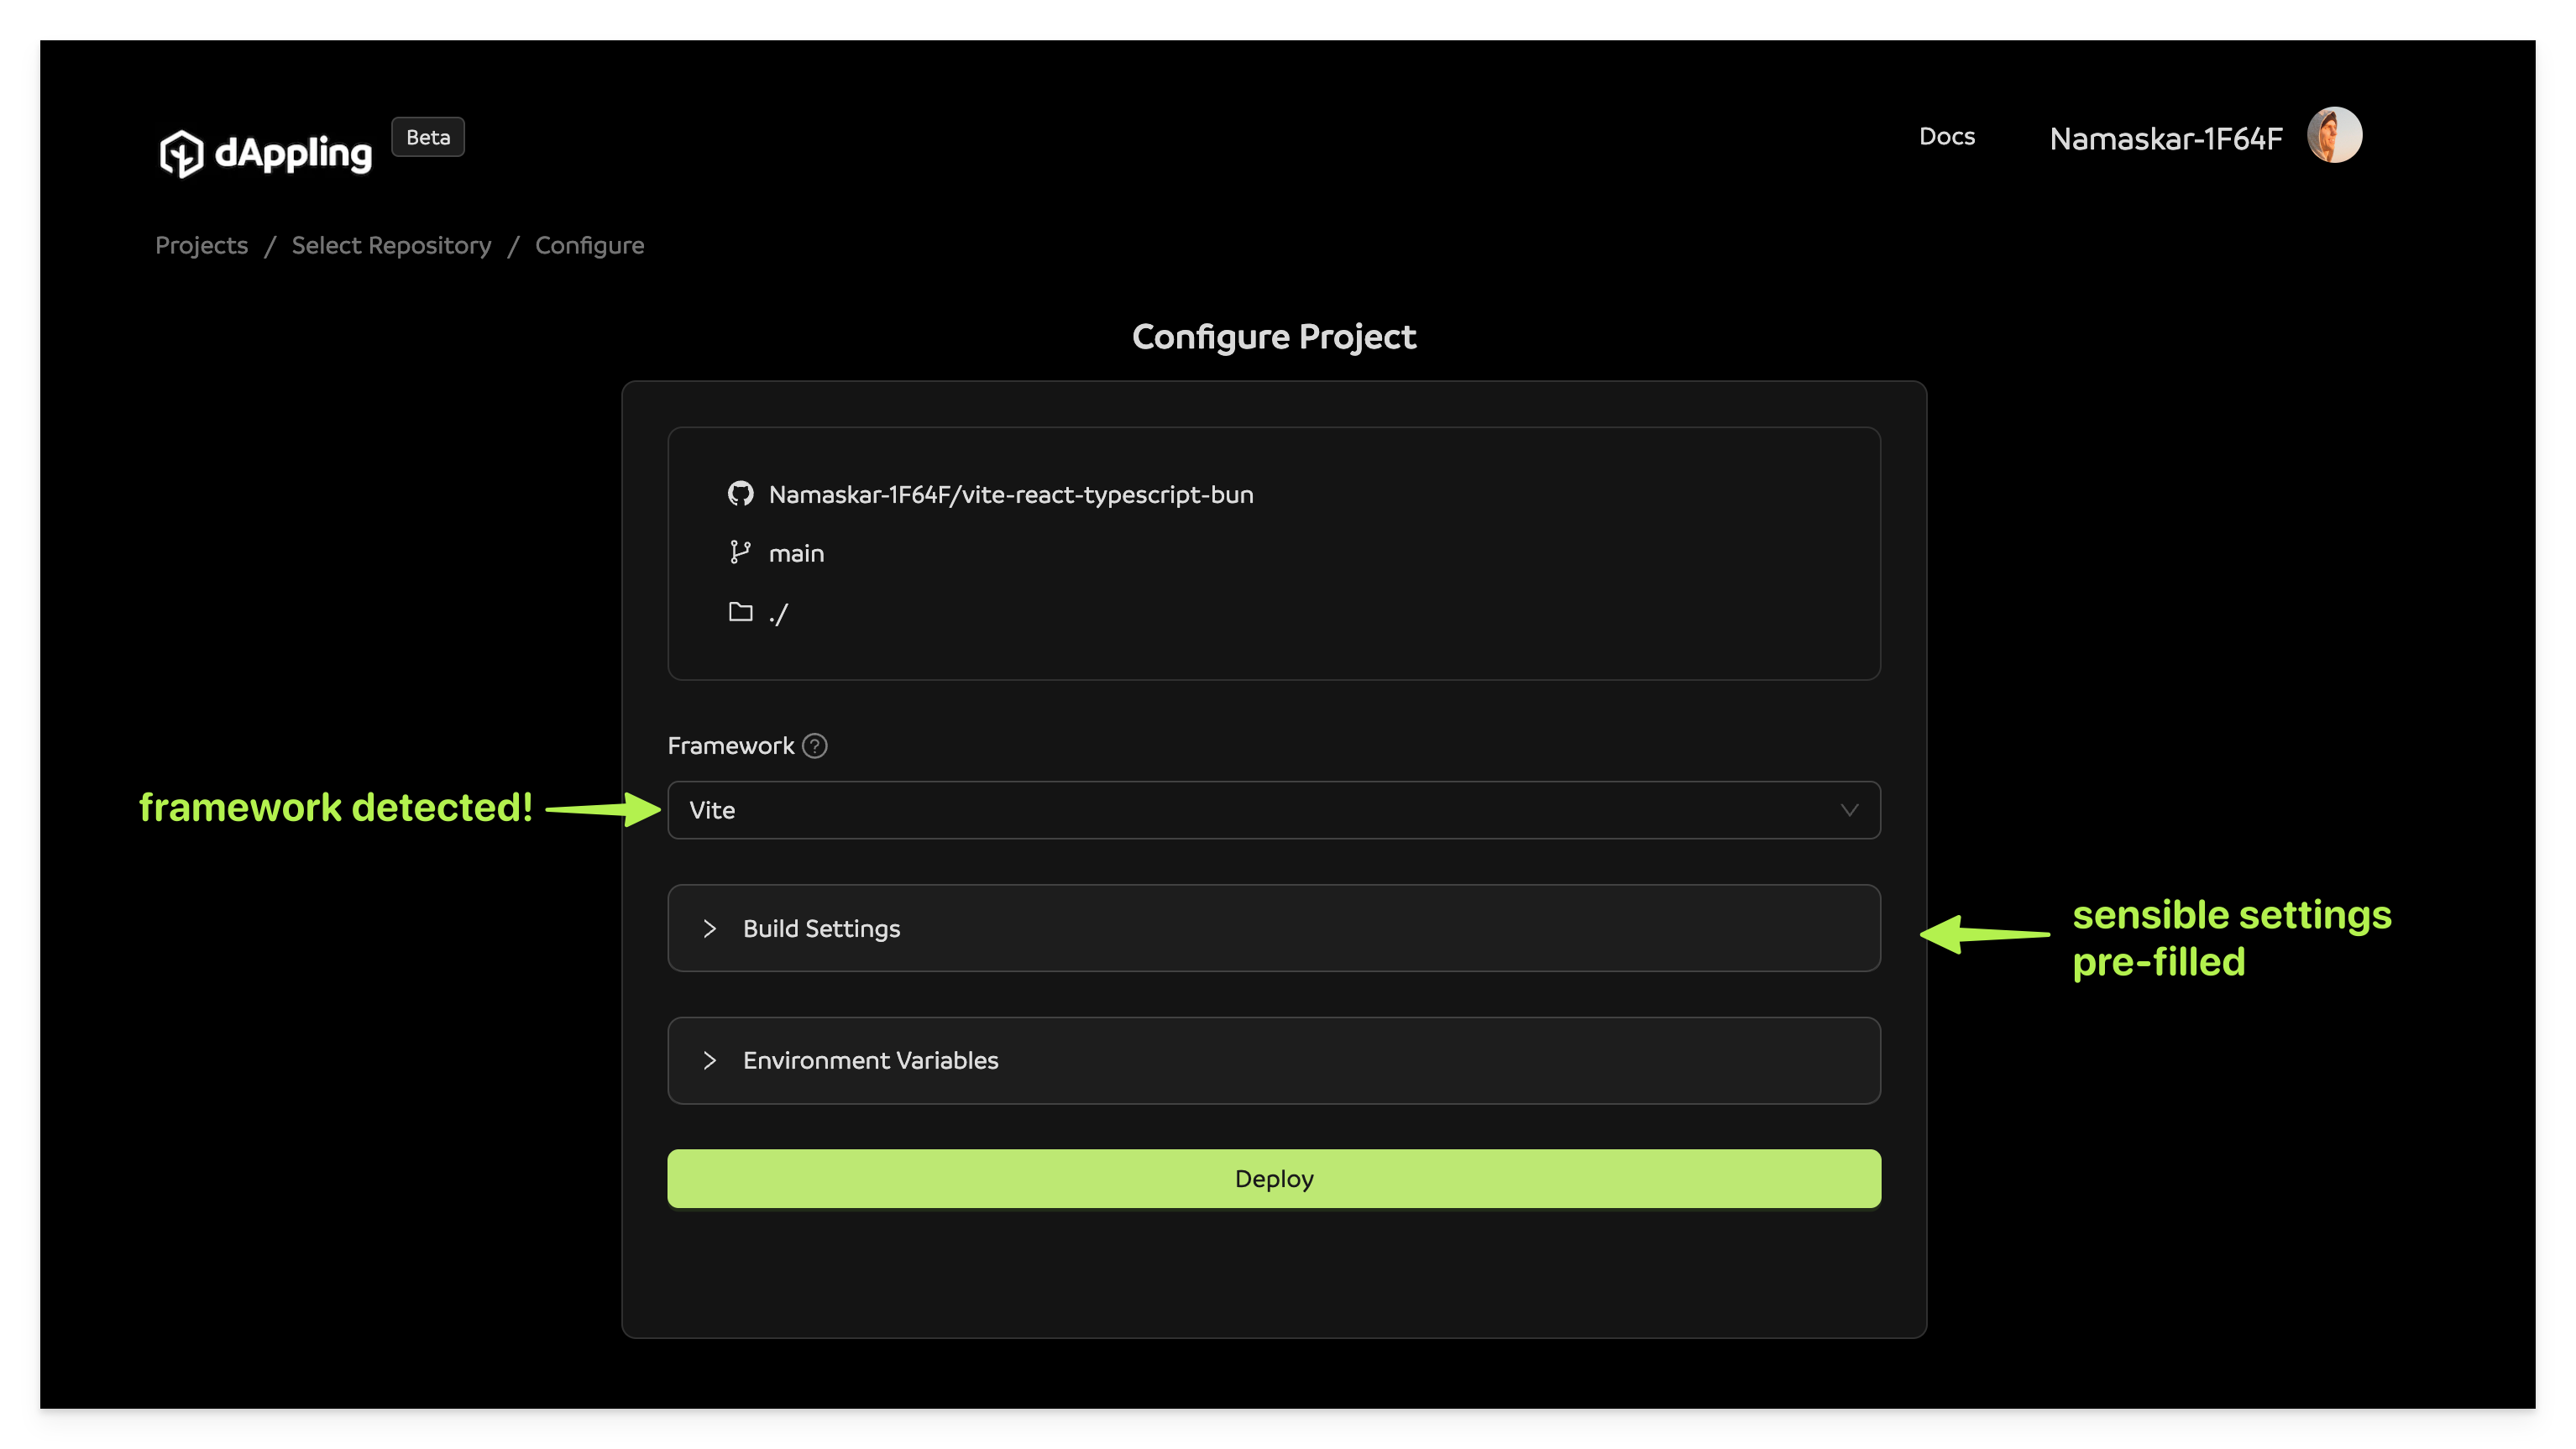 dAppling
Beta
Docs
Namaskar-1F64F
Projects / Select Repository / Configure
Configure Project
Namaskar-1F64F/vite-react-typescript-bun
main
./
Framework ?
framework detected!
Vite
Build Settings
sensible settings
pre-filled
Environment Variables
Deploy